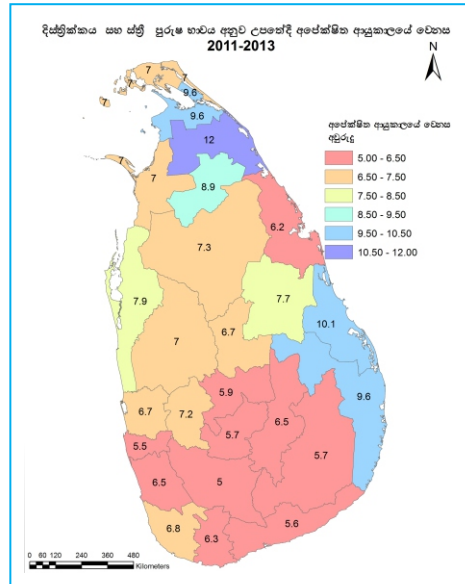 දිස්ත්‍රික්කය සහ ස්ත්‍රී පුරුෂ භාවය අනුව උපතේදී අපේක්ෂිත ආයුකාලයේ වෙනස
2011-2013
N
අපේක්ෂිත ආයුකාලයේ වෙනස
අවුරුදු
5.00 - 6.50
6.50 - 7.50
7.50 - 8.50
8.50 - 9.50
9.50 - 10.50
10.50 - 12.00
7
7
7
9.6
7
9.6
12
7
7
8.9
6.2
7.3
7.9
7.7
10.1
6.7
7
9.6
5.9
6.7
7.2
6.5
5.7
5.7
5.5
6.5
5
5.6
6.8
6.3
0 60 120 240 360 480
Kilometers